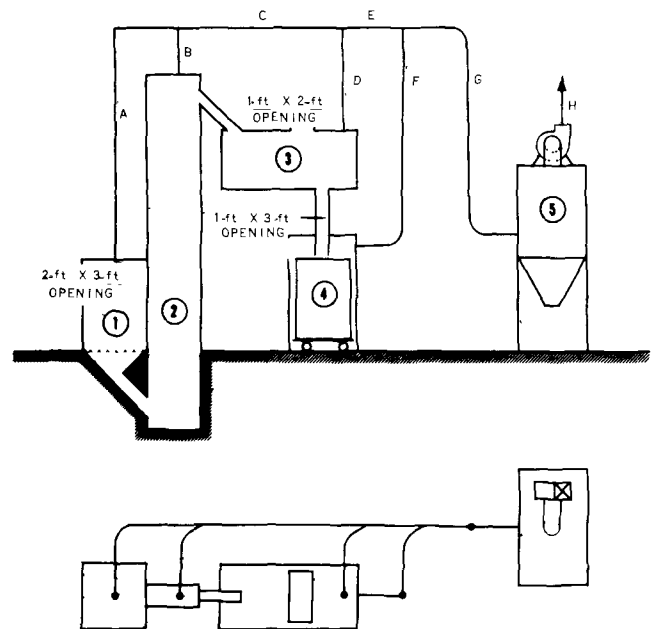 C
E
B
A
D
F
G
H
1-ft X 2-ft
OPENING
3
5
1-ft X 3-ft
OPENING
2-ft X 3-ft
OPENING
1
2
4